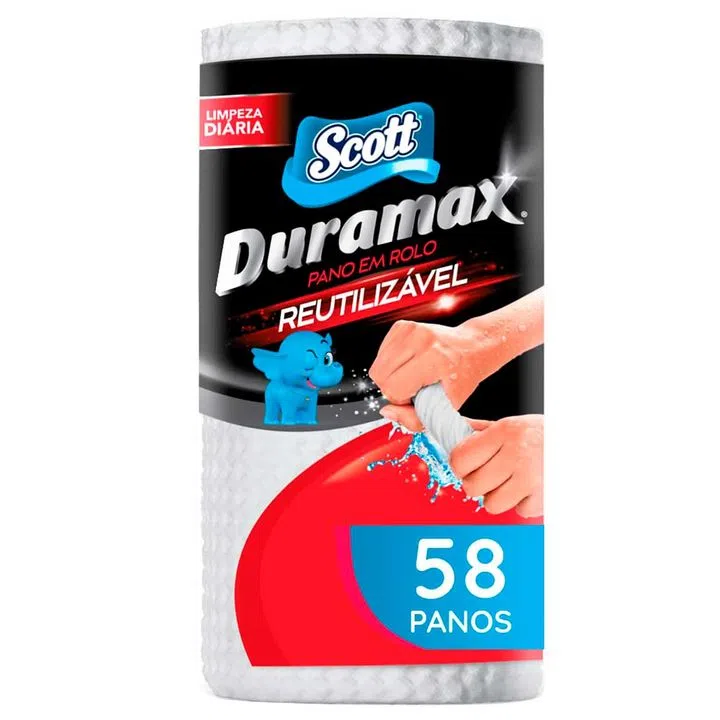 LIMPEZA
DIÁRIA
Scott
Duramax®
PANO EM ROLO
REUTILIZÁVEL
58
PANOS